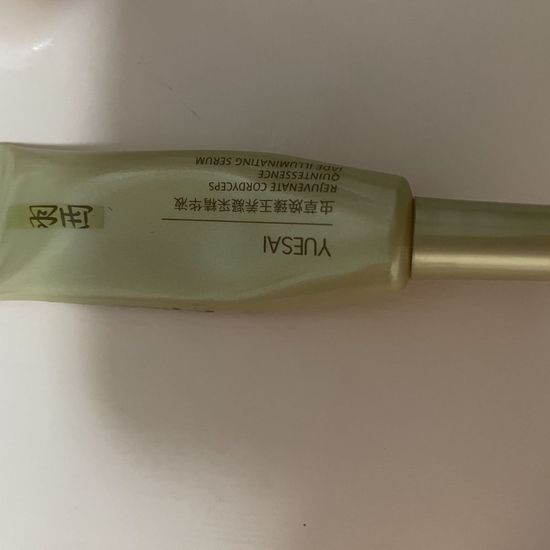 YUESAI
虫草焕臻玉养凝采精华液
REJUVENATE CORDYCEPS
QUINTESSENCE
JADE ILLUMINATING SERUM
羽西